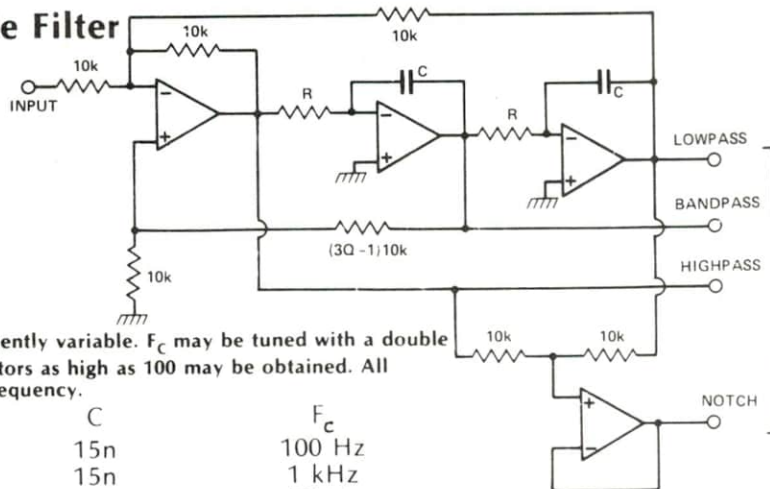 e Filter
10k
10k
10k
INPUT
−
+
R
C
−
+
R
C
−
+
LOWPASS
BANDPASS
(3Q -1)10k
HIGHPASS
10k
10k
10k
ently variable. Fc may be tuned with a double
tors as high as 100 may be obtained. All
equency.
+
−
NOTCH
C Fc
15n 100 Hz
15n 1 kHz